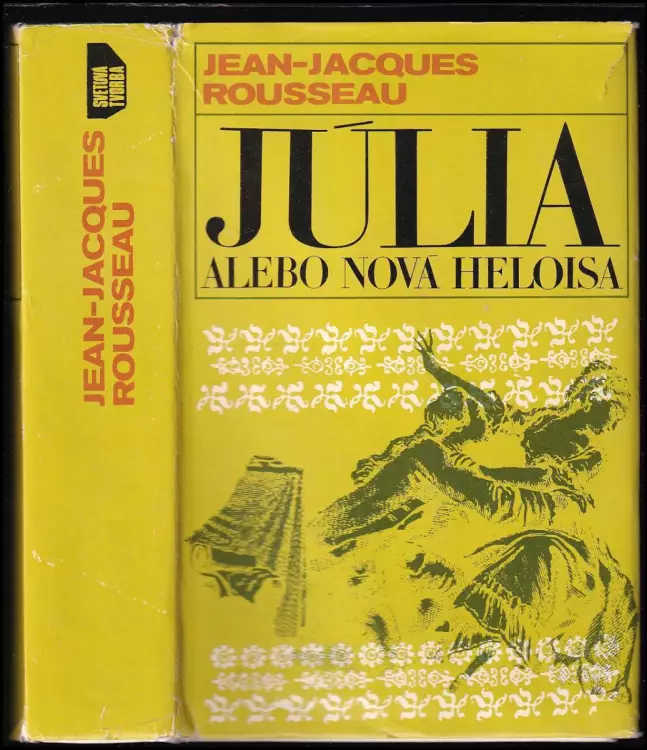 SVETOVÁ
TVORBA
JEAN-JACQUES
ROUSSEAU
JEAN-JACQUES
ROUSSEAU
JÚLIA
ALEBO NOVÁ HELOISA